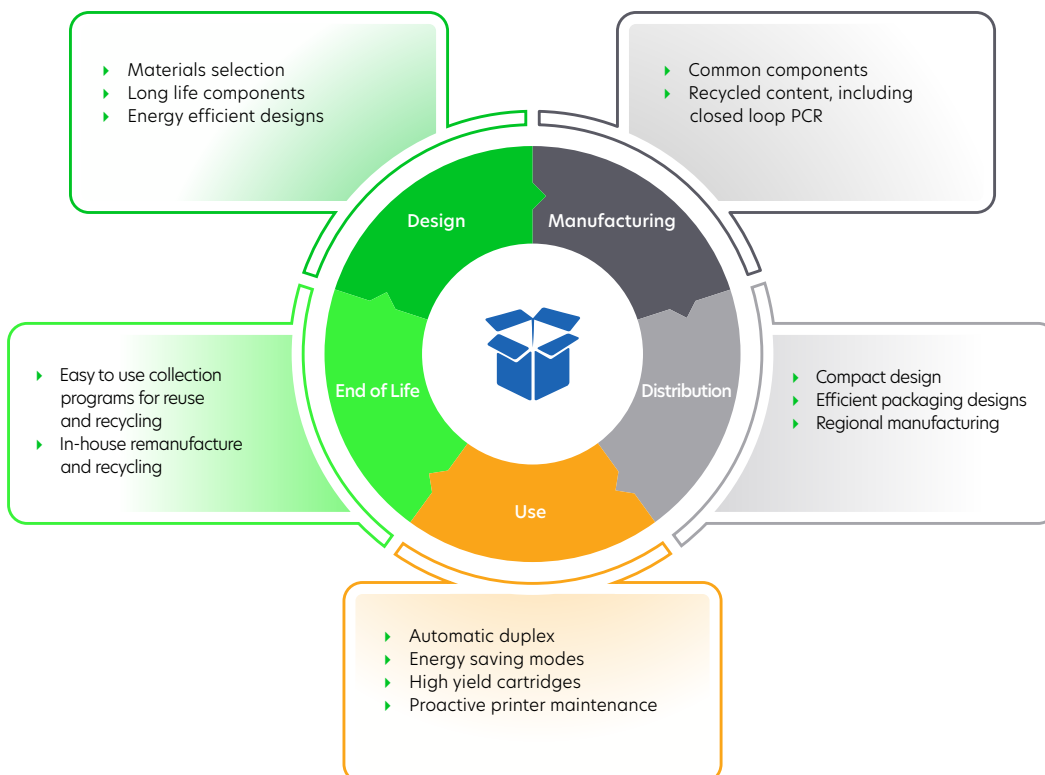 Materials selection
Long life components
Energy efficient designs
Common components
Recycled content, including
closed loop PCR
Design
Manufacturing
Easy to use collection
programs for reuse
and recycling
In-house remanufacture
and recycling
End of Life
Distribution
Compact design
Efficient packaging designs
Regional manufacturing
Use
Automatic duplex
Energy saving modes
High yield cartridges
Proactive printer maintenance